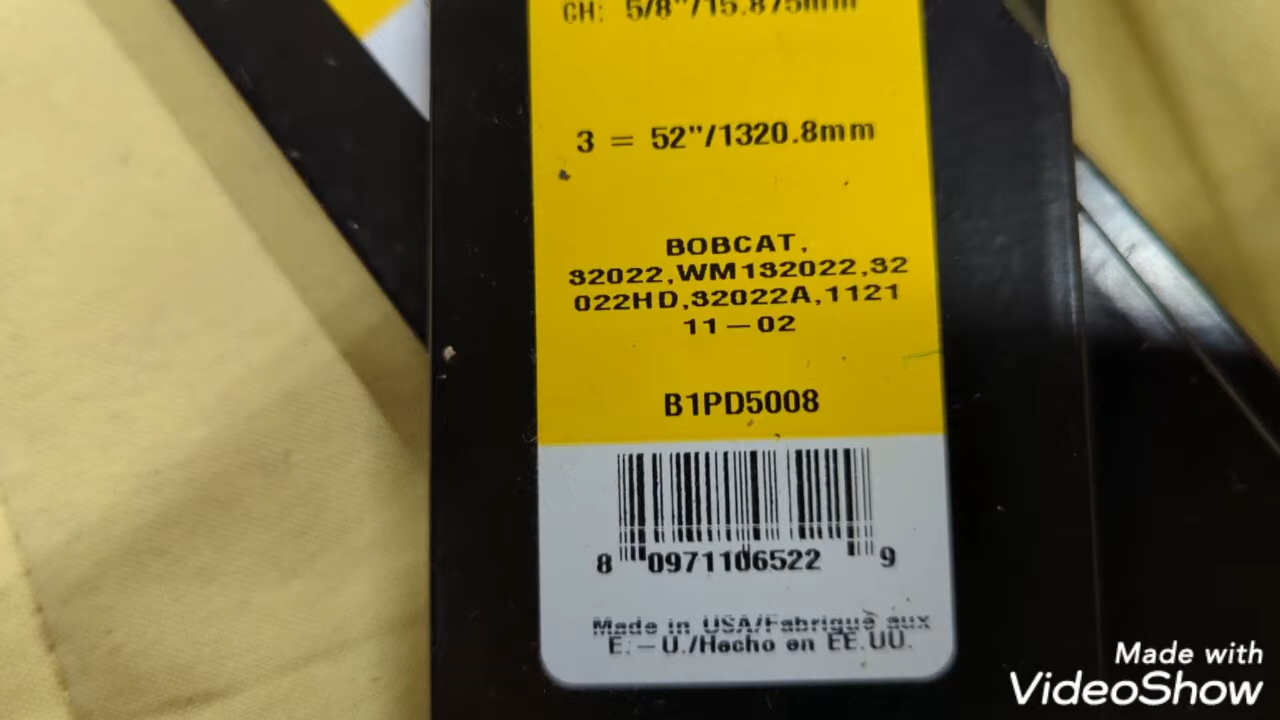 CH: 5/8"/15.875mm
3 = 52"/1320.8mm
BOBCAT,
32022,WM132022,32
022HD,32022A,1121
11-02
B1PD5008
8 0971106522 9
Made in USA/Fabriqué aux
E.-U./Hecho en EE.UU.
Made with
VideoShow